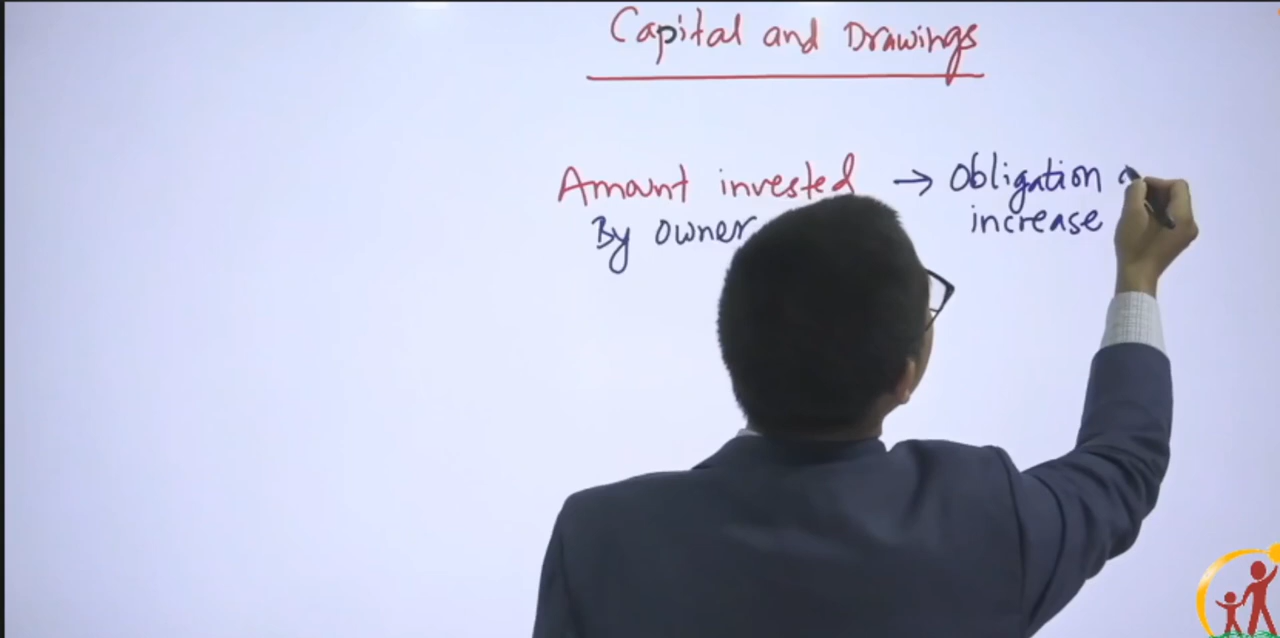 Capital and Drawings
Amount invested → Obligation
By owner increase